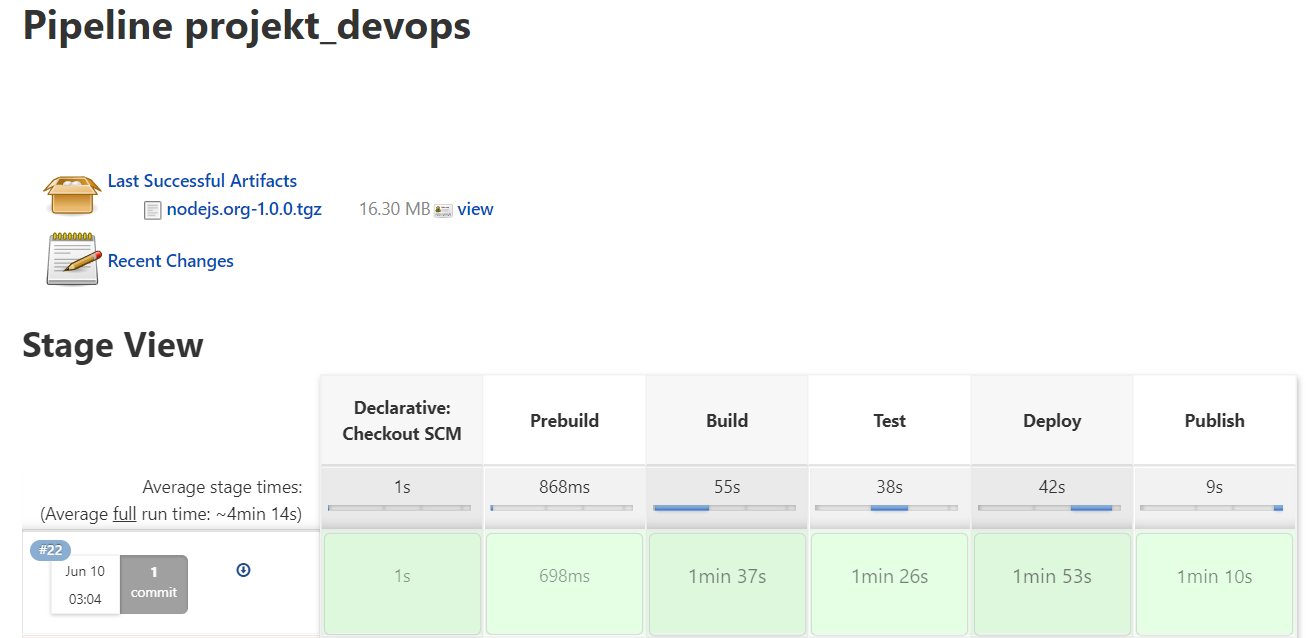 Pipeline projekt_devops
Last Successful Artifacts
nodejs.org-1.0.0.tgz 16.30 MB view
Recent Changes
Stage View
Declarative: Checkout SCM
Prebuild
Build
Test
Deploy
Publish
Average stage times:
(Average full run time: ~4min 14s)
1s
868ms
55s
38s
42s
9s
#22
Jun 10
03:04
1
commit
1s
698ms
1min 37s
1min 26s
1min 53s
1min 10s